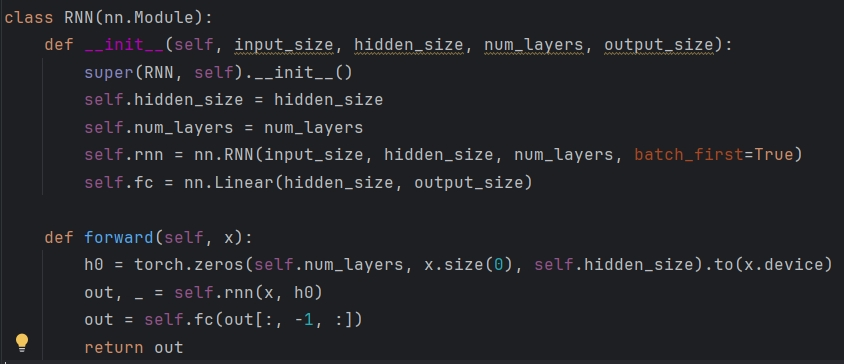 class RNN(nn.Module):
    def __init__(self, input_size, hidden_size, num_layers, output_size):
        super(RNN, self).__init__()
        self.hidden_size = hidden_size
        self.num_layers = num_layers
        self.rnn = nn.RNN(input_size, hidden_size, num_layers, batch_first=True)
        self.fc = nn.Linear(hidden_size, output_size)

    def forward(self, x):
        h0 = torch.zeros(self.num_layers, x.size(0), self.hidden_size).to(x.device)
        out, _ = self.rnn(x, h0)
        out = self.fc(out[:, -1, :])
        return out